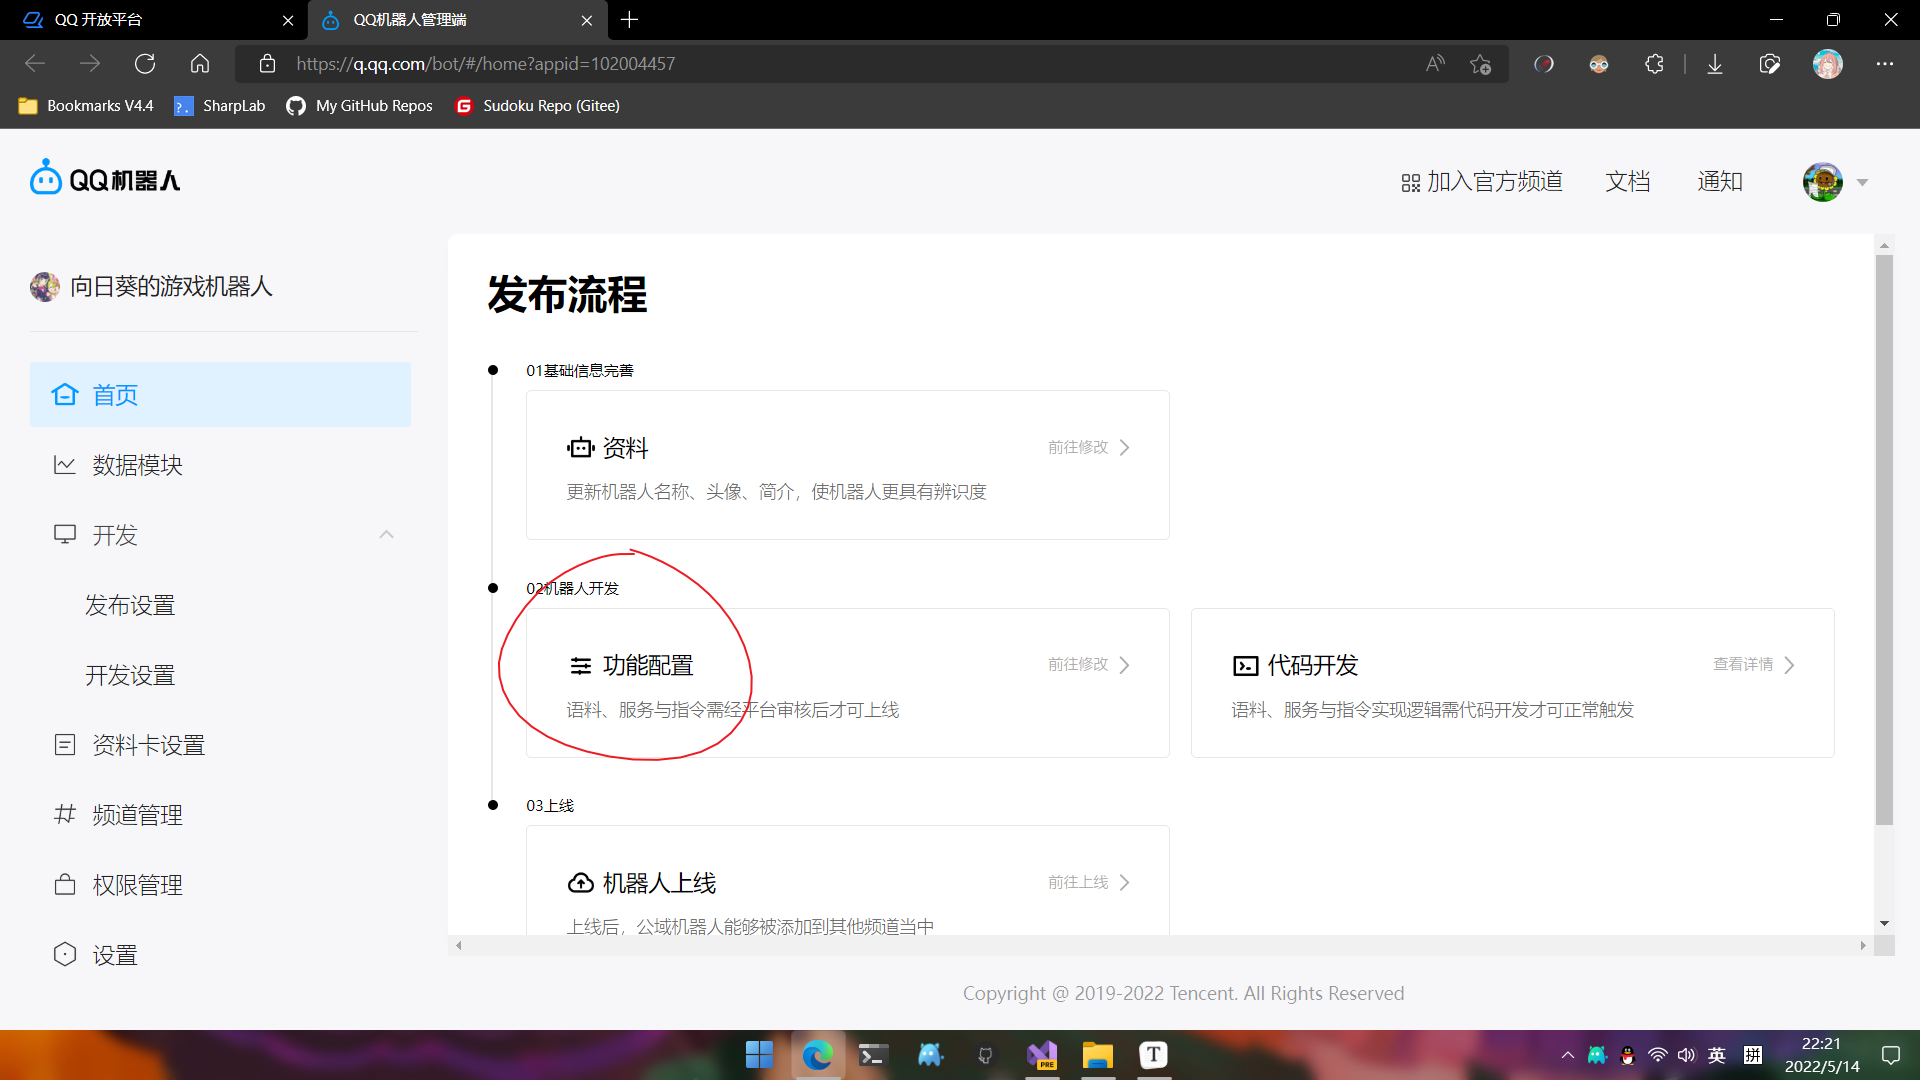 QQ 开放平台
QQ机器人管理端
https://q.qq.com/bot/#/home?appid=102004457
Bookmarks V4.4
SharpLab
My GitHub Repos
Sudoku Repo (Gitee)
QQ机器人
加入官方频道
文档
通知
向日葵的游戏机器人
首页
数据模块
开发
发布设置
开发设置
资料卡设置
频道管理
权限管理
设置
发布流程
01基础信息完善
资料
前往修改
更新机器人名称、头像、简介，使机器人更具有辨识度
02机器人开发
功能配置
前往修改
语料、服务与指令需经平台审核后才可上线
代码开发
查看详情
语料、服务与指令实现逻辑需代码开发才可正常触发
03上线
机器人上线
前往上线
上线后，公域机器人能够被添加到其他频道当中
Copyright @ 2019-2022 Tencent. All Rights Reserved
PRE
T
英
拼
22:21
2022/5/14